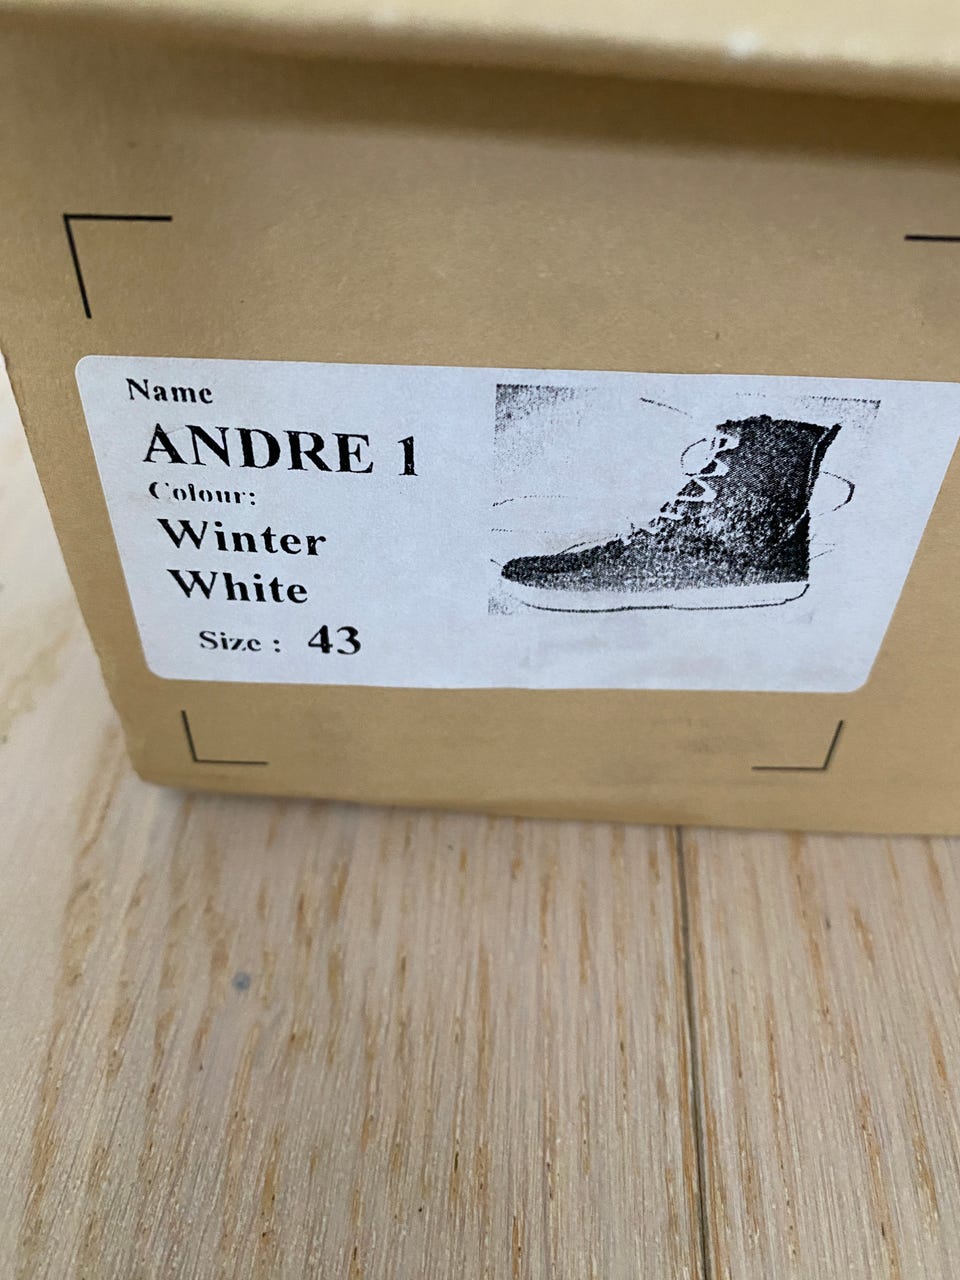 Name
ANDRE 1
Colour:
Winter
White
Size : 43